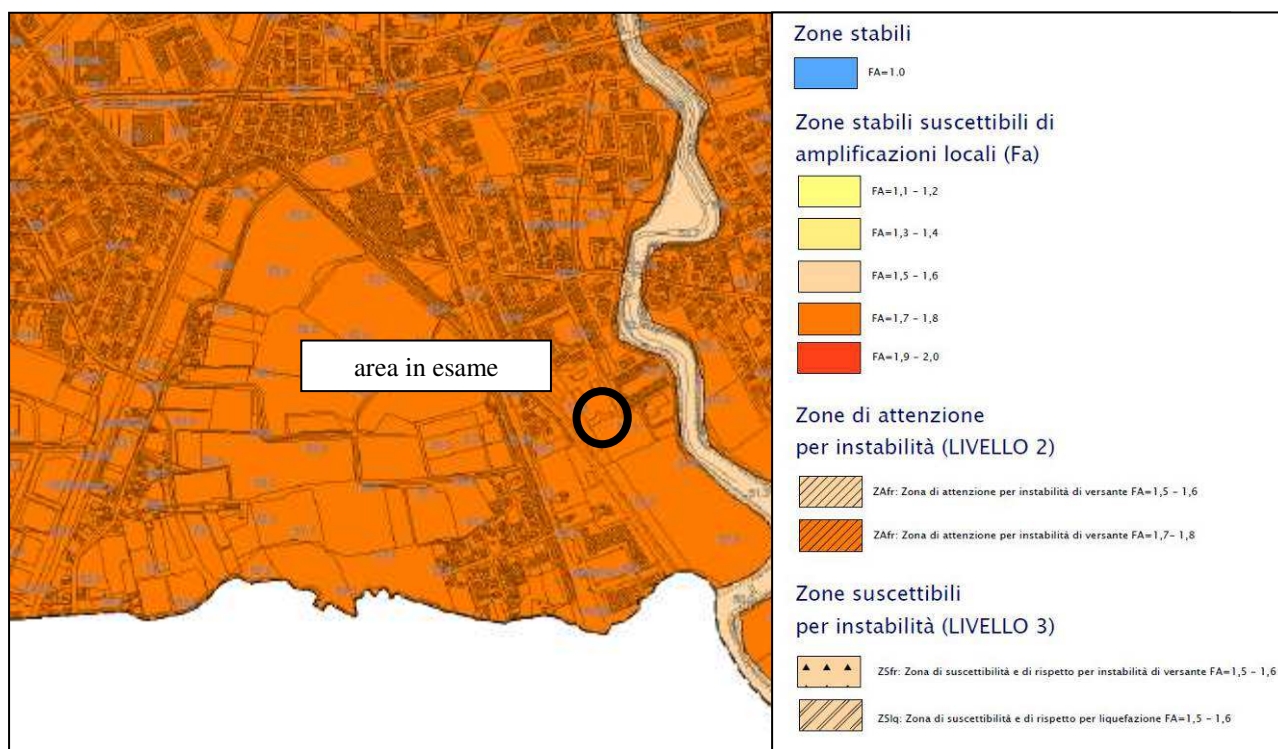 area in esame
Zone stabili
FA=1.0
Zone stabili suscettibili di
amplificazioni locali (Fa)
FA=1,1 - 1,2
FA=1,3 - 1,4
FA=1,5 - 1,6
FA=1,7 - 1,8
FA=1,9 - 2,0
Zone di attenzione
per instabilità (LIVELLO 2)
ZAfr: Zona di attenzione per instabilità di versante FA=1,5 - 1,6
ZAfr: Zona di attenzione per instabilità di versante FA=1,7- 1,8
Zone suscettibili
per instabilità (LIVELLO 3)
ZSfr: Zona di suscettibilità e di rispetto per instabilità di versante FA=1,5 - 1,6
ZSlq: Zona di suscettibilità e di rispetto per liquefazione FA=1,5 - 1,6